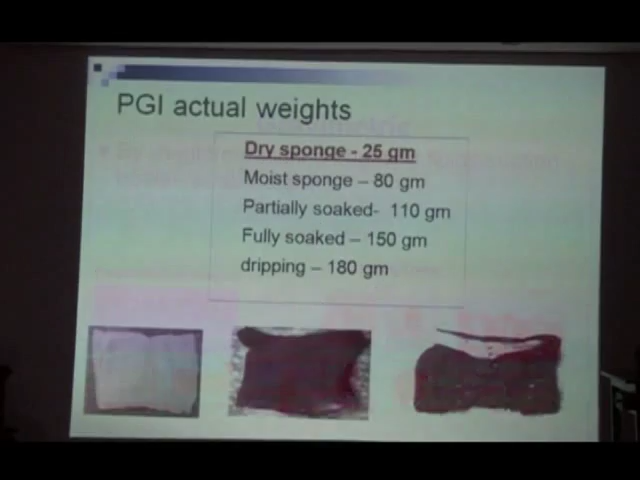 PGI actual weights
Dry sponge - 25 gm
Moist sponge – 80 gm
Partially soaked-  110 gm
Fully soaked – 150 gm
dripping – 180 gm